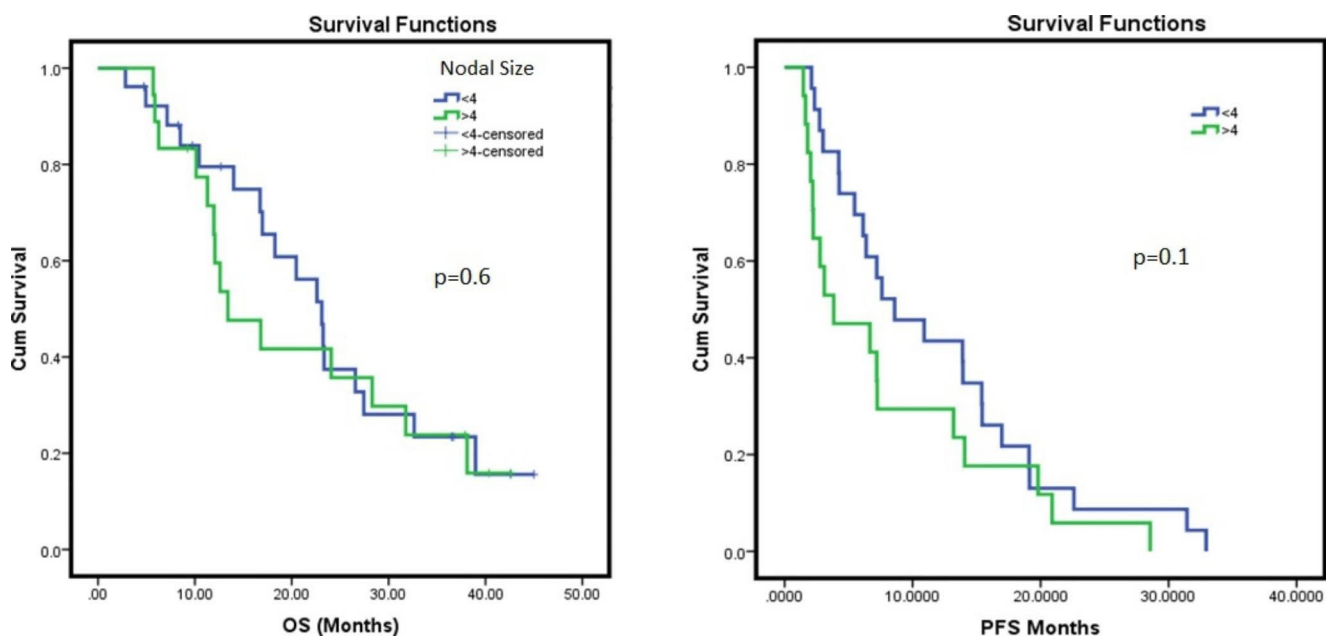 Survival Functions
Nodal Size
<4
>4
<4-censored
>4-censored
p=0.6
Cum Survival
1.0
0.8
0.6
0.4
0.2
0.0
.00 10.00 20.00 30.00 40.00 50.00
OS (Months)
Survival Functions
<4
>4
p=0.1
Cum Survival
1.0
0.8
0.6
0.4
0.2
0.0
.0000 10.0000 20.0000 30.0000 40.0000
PFS Months